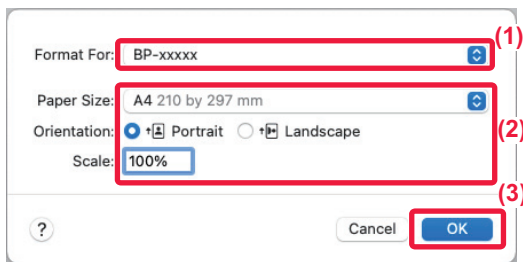 (1)
Format For: BP-xxxxx
Paper Size: A4 210 by 297 mm
Orientation: Portrait Landscape
(2)
Scale: 100%
(3)
? Cancel OK